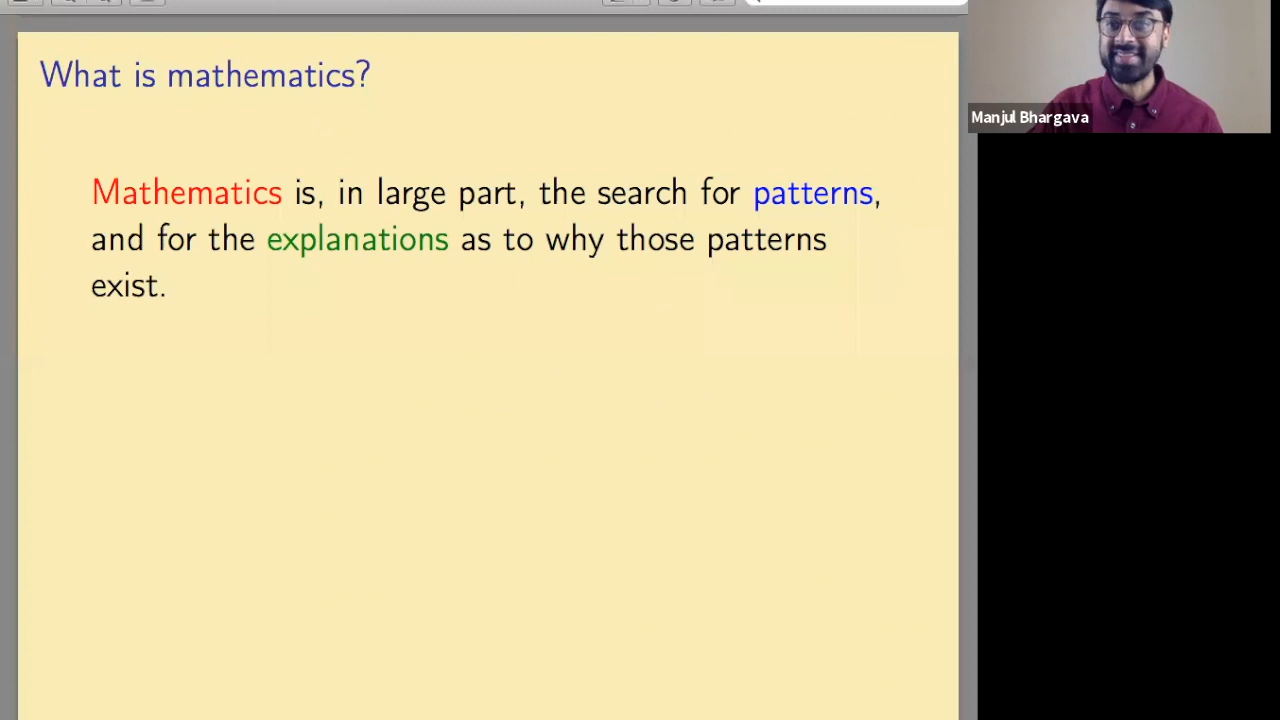 What is mathematics?
Mathematics is, in large part, the search for patterns,
and for the explanations as to why those patterns
exist.
Manjul Bhargava